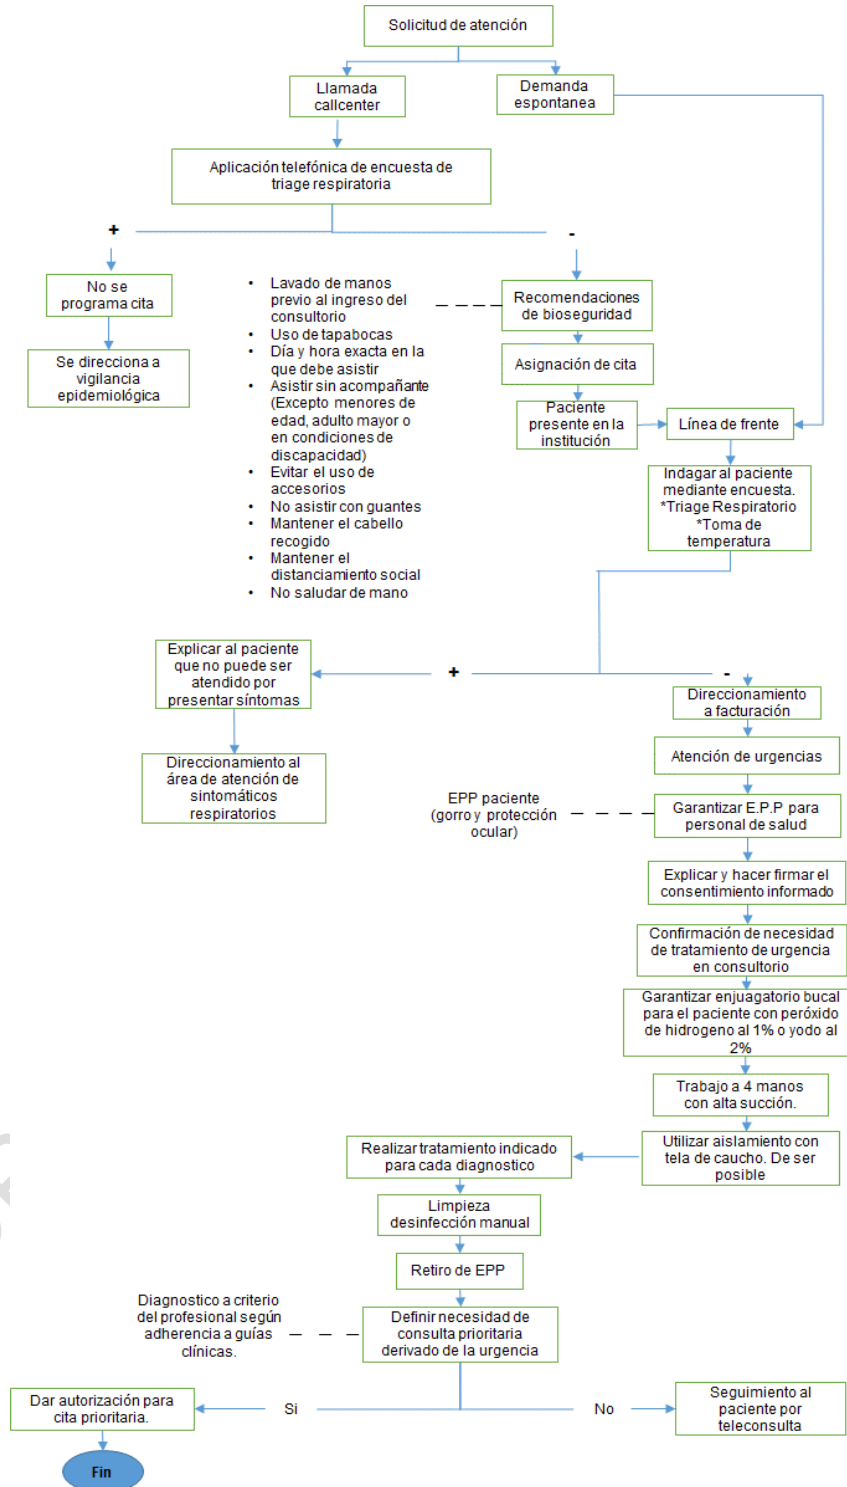 Solicitud de atención
Llamada
callcenter
Demanda
espontanea
Aplicación telefónica de encuesta de
triage respiratoria
+
-
No se
programa cita
Se direcciona a
vigilancia
epidemiológica
• Lavado de manos
previo al ingreso del
consultorio
• Uso de tapabocas
• Día y hora exacta en la
que debe asistir
• Asistir sin acompañante
(Excepto menores de
edad, adulto mayor o
en condiciones de
discapacidad)
• Evitar el uso de
accesorios
• No asistir con guantes
• Mantener el cabello
recogido
• Mantener el
distanciamiento social
• No saludar de mano
Recomendaciones
de bioseguridad
Asignación de cita
Paciente
presente en la
institución
Línea de frente
Indagar al paciente
mediante encuesta.
*Triage Respiratorio
*Toma de
temperatura
+
-
Explicar al paciente
que no puede ser
atendido por
presentar síntomas
Direccionamiento al
área de atención de
sintomáticos
respiratorios
Direccionamiento
a facturación
Atención de urgencias
EPP paciente
(gorro y protección
ocular)
Garantizar E.P.P para
personal de salud
Explicar y hacer firmar el
consentimiento informado
Confirmación de necesidad
de tratamiento de urgencia
en consultorio
Garantizar enjuagatorio bucal
para el paciente con peróxido
de hidrogeno al 1% o yodo al
2%
Trabajo a 4 manos
con alta succión.
Utilizar aislamiento con
tela de caucho. De ser
posible
Realizar tratamiento indicado
para cada diagnostico
Limpieza
desinfección manual
Retiro de EPP
Diagnostico a criterio
del profesional según
adherencia a guías
clínicas.
Definir necesidad de
consulta prioritaria
derivado de la urgencia
Si
No
Dar autorización para
cita prioritaria.
Seguimiento al
paciente por
teleconsulta
Fin